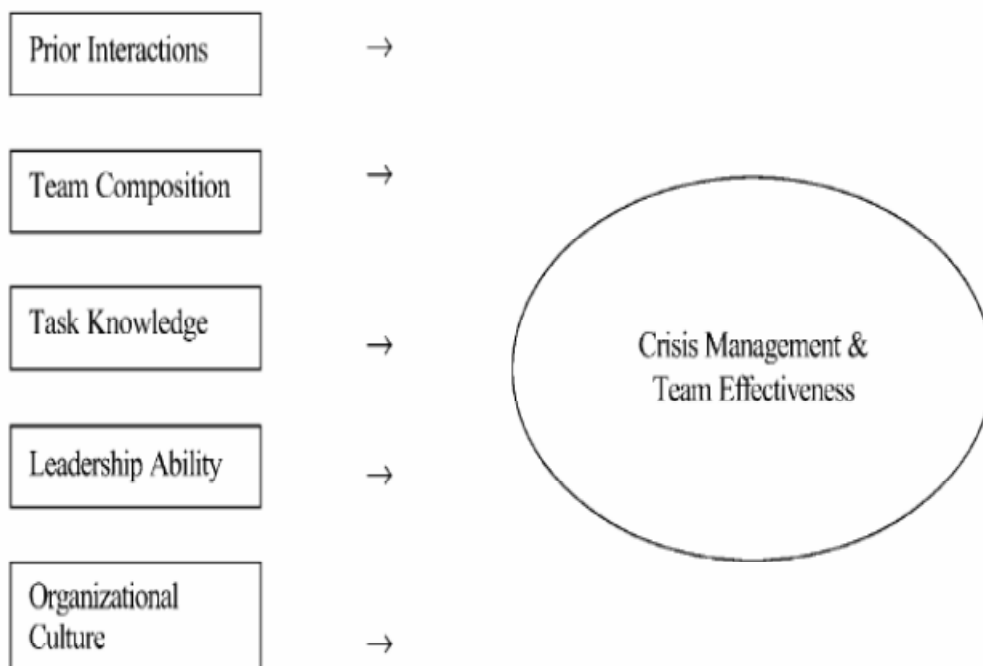 Prior Interactions
→
Team Composition
→
Task Knowledge
→
Crisis Management &
Team Effectiveness
Leadership Ability
→
Organizational
Culture
→